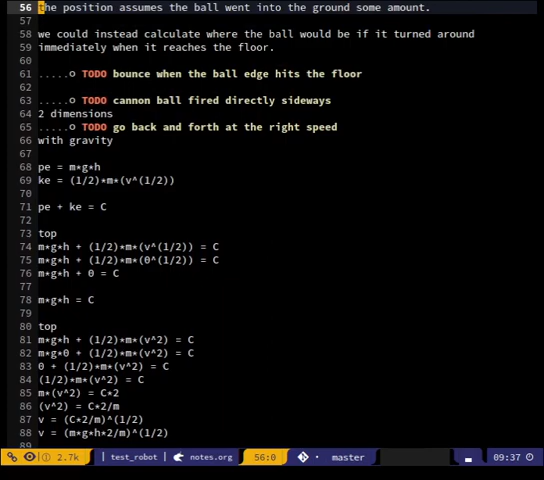 56 the position assumes the ball went into the ground some amount.
57
58 we could instead calculate where the ball would be if it turned around
59 immediately when it reaches the floor.
60
61 .....o TODO bounce when the ball edge hits the floor
62
63 .....o TODO cannon ball fired directly sideways
64 2 dimensions
65 .....o TODO go back and forth at the right speed
66 with gravity
67
68 pe = m*g*h
69 ke = (1/2)*m*(v^(1/2))
70
71 pe + ke = C
72
73 top
74 m*g*h + (1/2)*m*(v^(1/2)) = C
75 m*g*h + (1/2)*m*(0^(1/2)) = C
76 m*g*h + 0 = C
77
78 m*g*h = C
79
80 top
81 m*g*h + (1/2)*m*(v^2) = C
82 m*g*0 + (1/2)*m*(v^2) = C
83 0 + (1/2)*m*(v^2) = C
84 (1/2)*m*(v^2) = C
85 m*(v^2) = C*2
86 (v^2) = C*2/m
87 v = (C*2/m)^(1/2)
88 v = (m*g*h*2/m)^(1/2)
89
2.7k | test_robot notes.org 56:0 master 09:37